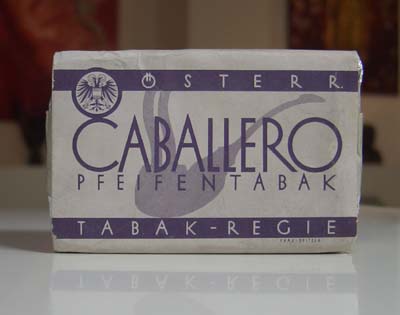 ÖSTERR.
CABALLERO
PFEIFENTABAK
TABAK-REGIE